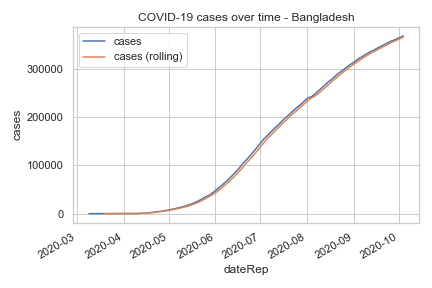 COVID-19 cases over time - Bangladesh
cases
cases (rolling)
cases
300000
200000
100000
0
2020-03
2020-04
2020-05
2020-06
2020-07
2020-08
2020-09
2020-10
dateRep